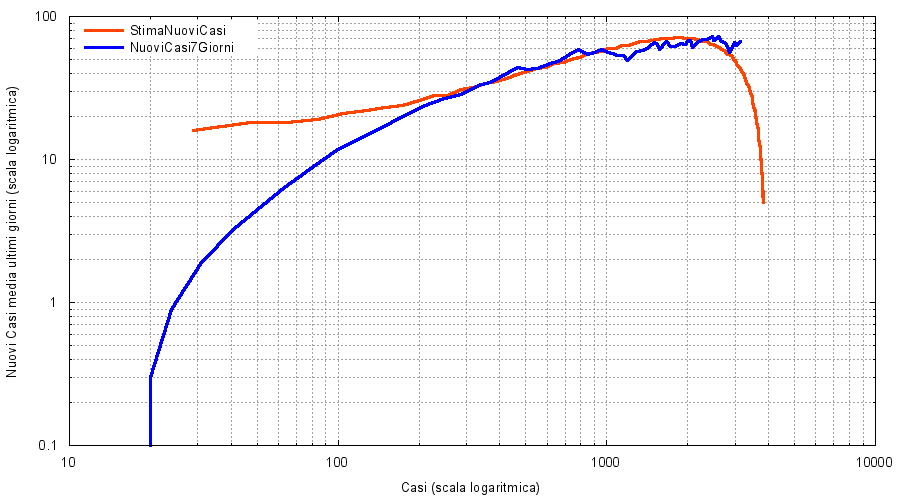 StimaNuoviCasi
NuoviCasi7Giorni
Nuovi Casi media ultimi giorni (scala logaritmica)
100
10
1
0.1
10
100
1000
10000
Casi (scala logaritmica)